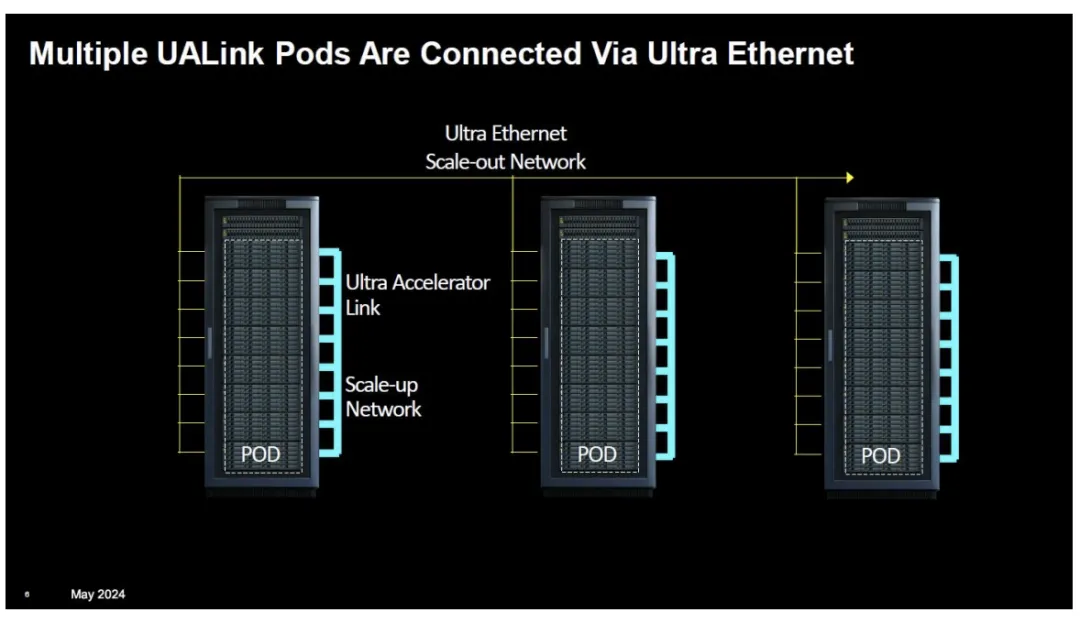 Multiple UALink Pods Are Connected Via Ultra Ethernet
Ultra Ethernet
Scale-out Network
Ultra Accelerator
Link
Scale-up
Network
POD
POD
POD
6
May 2024